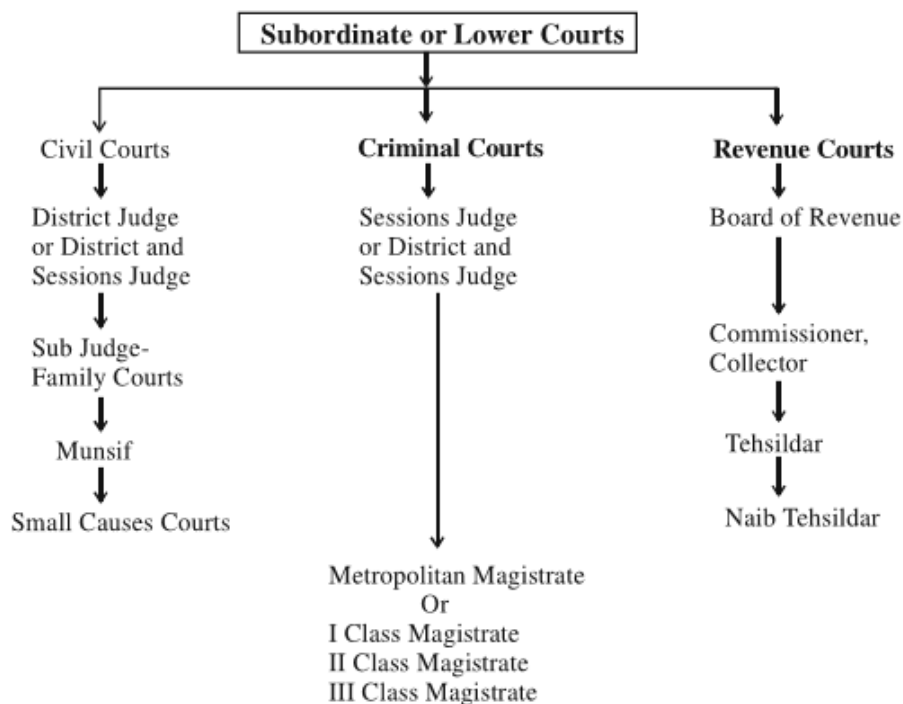 Subordinate or Lower Courts
Civil Courts
District Judge
or District and
Sessions Judge
Sub Judge-
Family Courts
Munsif
Small Causes Courts
Criminal Courts
Sessions Judge
or District and
Sessions Judge
Metropolitan Magistrate
Or
I Class Magistrate
II Class Magistrate
III Class Magistrate
Revenue Courts
Board of Revenue
Commissioner,
Collector
Tehsildar
Naib Tehsildar